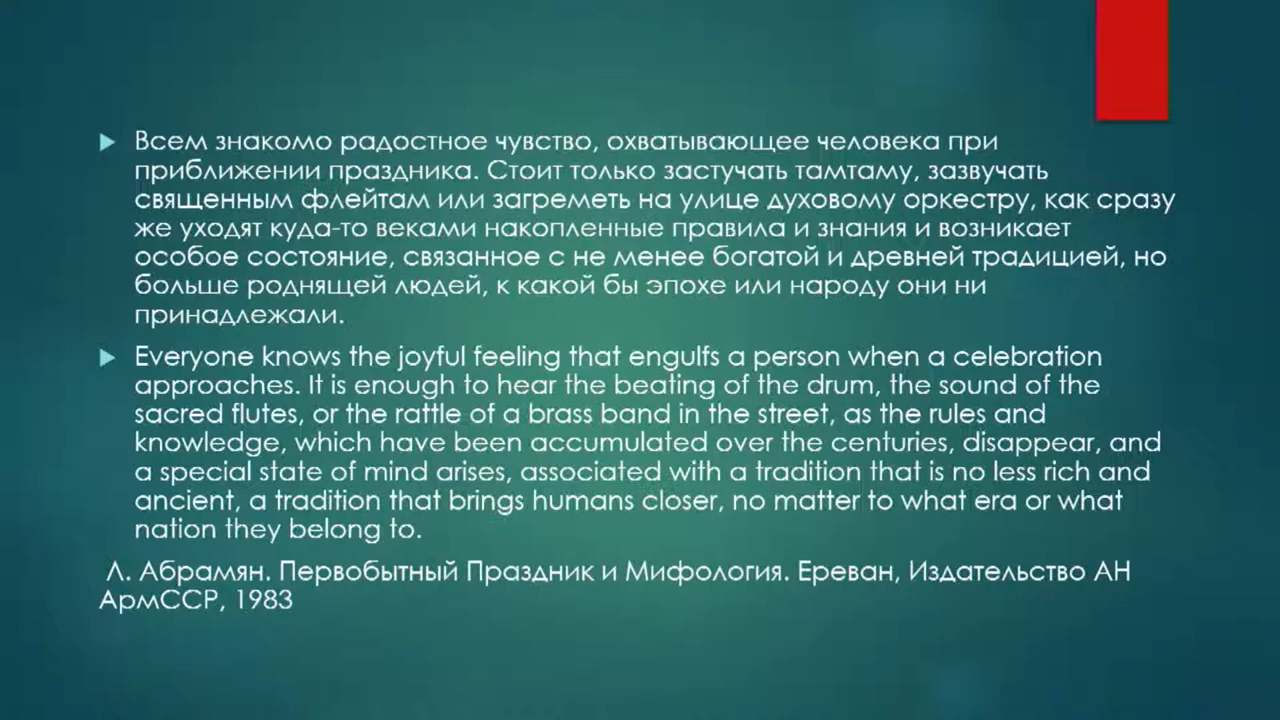 Всем знакомо радостное чувство, охватывающее человека при
приближении праздника. Стоит только застучать тамтаму, зазвучать
священным флейтам или загреметь на улице духовому оркестру, как сразу
же уходят куда-то веками накопленные правила и знания и возникает
особое состояние, связанное с не менее богатой и древней традицией, но
больше роднящей людей, к какой бы эпохе или народу они ни
принадлежали.
Everyone knows the joyful feeling that engulfs a person when a celebration
approaches. It is enough to hear the beating of the drum, the sound of the
sacred flutes, or the rattle of a brass band in the street, as the rules and
knowledge, which have been accumulated over the centuries, disappear, and
a special state of mind arises, associated with a tradition that is no less rich and
ancient, a tradition that brings humans closer, no matter to what era or what
nation they belong to.
Л. Абрамян. Первобытный Праздник и Мифология. Ереван, Издательство АН
АрмССР, 1983